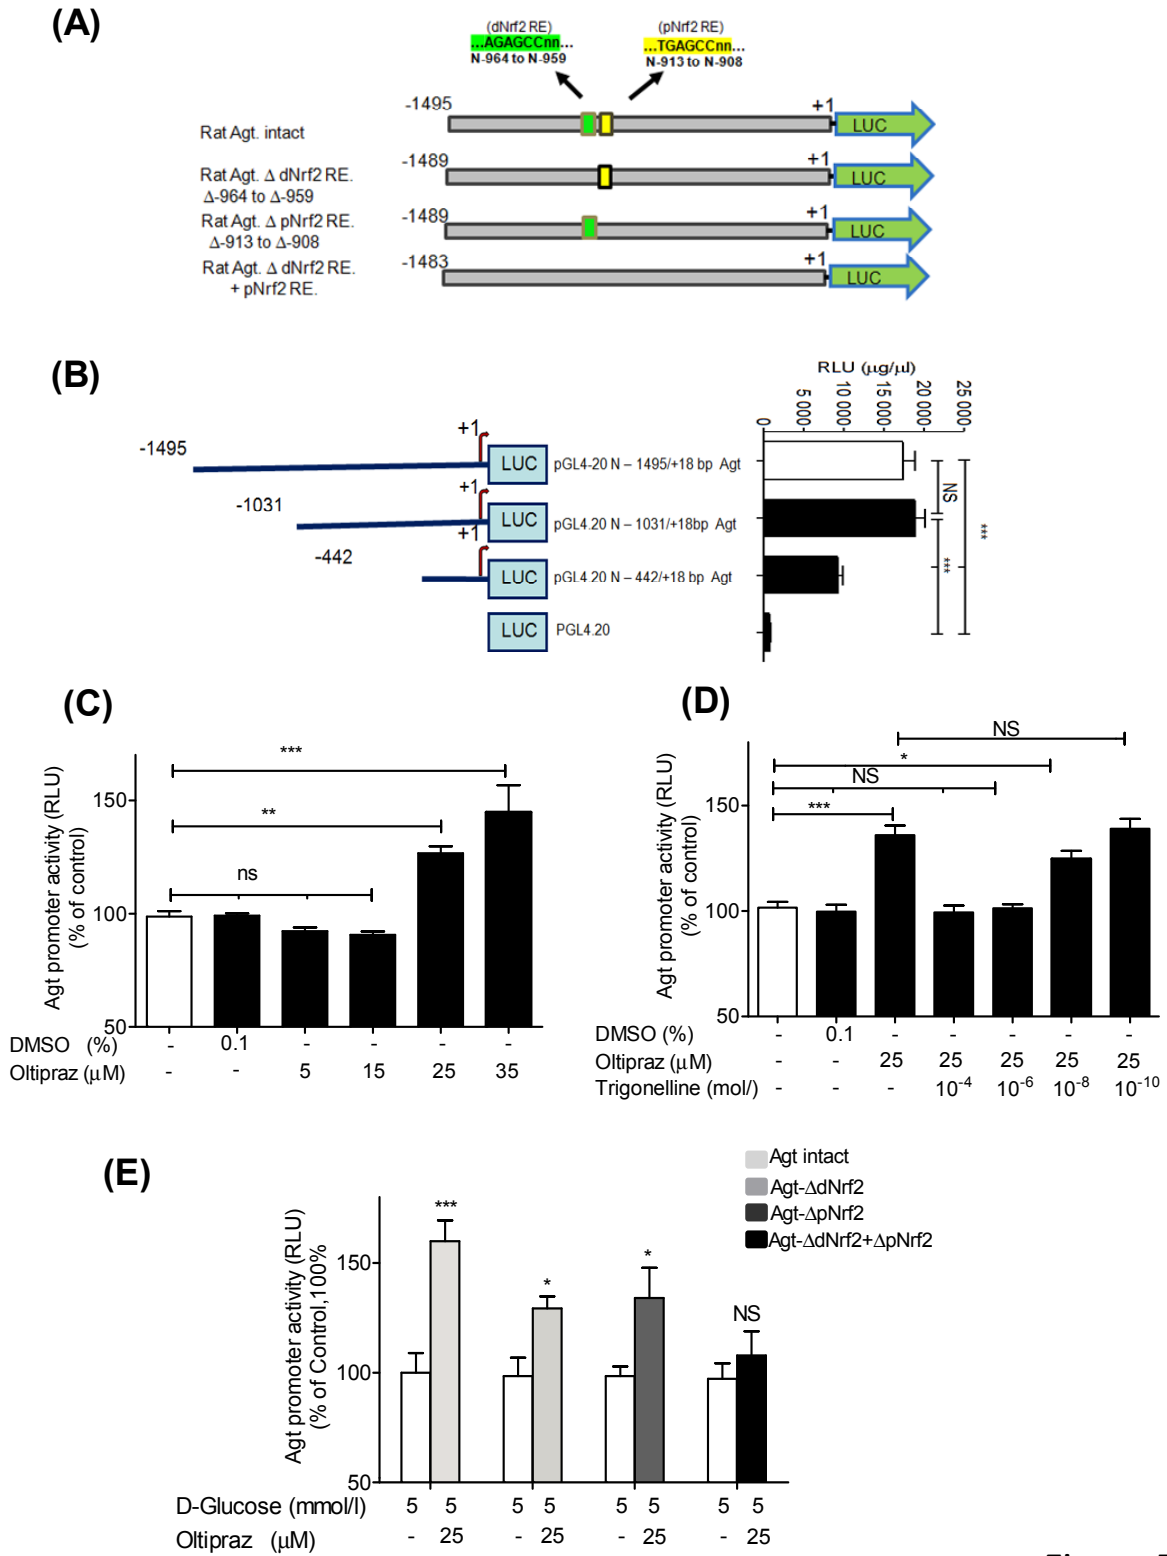 (A)
(dNrf2 RE)
...AGAGCCnn...
N-964 to N-959
(pNrf2 RE)
...TGAGCCnn...
N-913 to N-908
-1495
+1
Rat Agt. intact
LUC
-1489
+1
Rat Agt. Δ dNrf2 RE.
Δ-964 to Δ-959
LUC
-1489
+1
Rat Agt. Δ pNrf2 RE.
Δ-913 to Δ-908
LUC
-1483
+1
Rat Agt. Δ dNrf2 RE.
+ pNrf2 RE.
LUC
(B)
RLU (µg/µl)
0
5 000
10 000
15 000
20 000
25 000
-1495
+1
LUC
pGL4-20 N – 1495/+18 bp Agt
-1031
+1
LUC
pGL4.20 N – 1031/+18bp Agt
-442
+1
LUC
pGL4.20 N – 442/+18 bp Agt
LUC
PGL4.20
NS
***
***
(C)
Agt promoter activity (RLU)
(% of control)
150
100
50
***
**
ns
DMSO (%) - 0.1 - - - -
Oltipraz (µM) - - 5 15 25 35
(D)
Agt promoter activity (RLU)
(% of control)
150
100
50
NS
*
NS
***
DMSO (%) - 0.1 - - - - -
Oltipraz (µM) - - 25 25 25 25 25
Trigonelline (mol/) - - - 10⁻⁴ 10⁻⁶ 10⁻⁸ 10⁻¹⁰
(E)
Agt intact
Agt-ΔdNrf2
Agt-ΔpNrf2
Agt-ΔdNrf2+ΔpNrf2
Agt promoter activity (RLU)
(% of Control,100%
150
100
50
***
*
*
NS
D-Glucose (mmol/l) 5 5 5 5 5 5 5 5
Oltipraz (µM) - 25 - 25 - 25 - 25